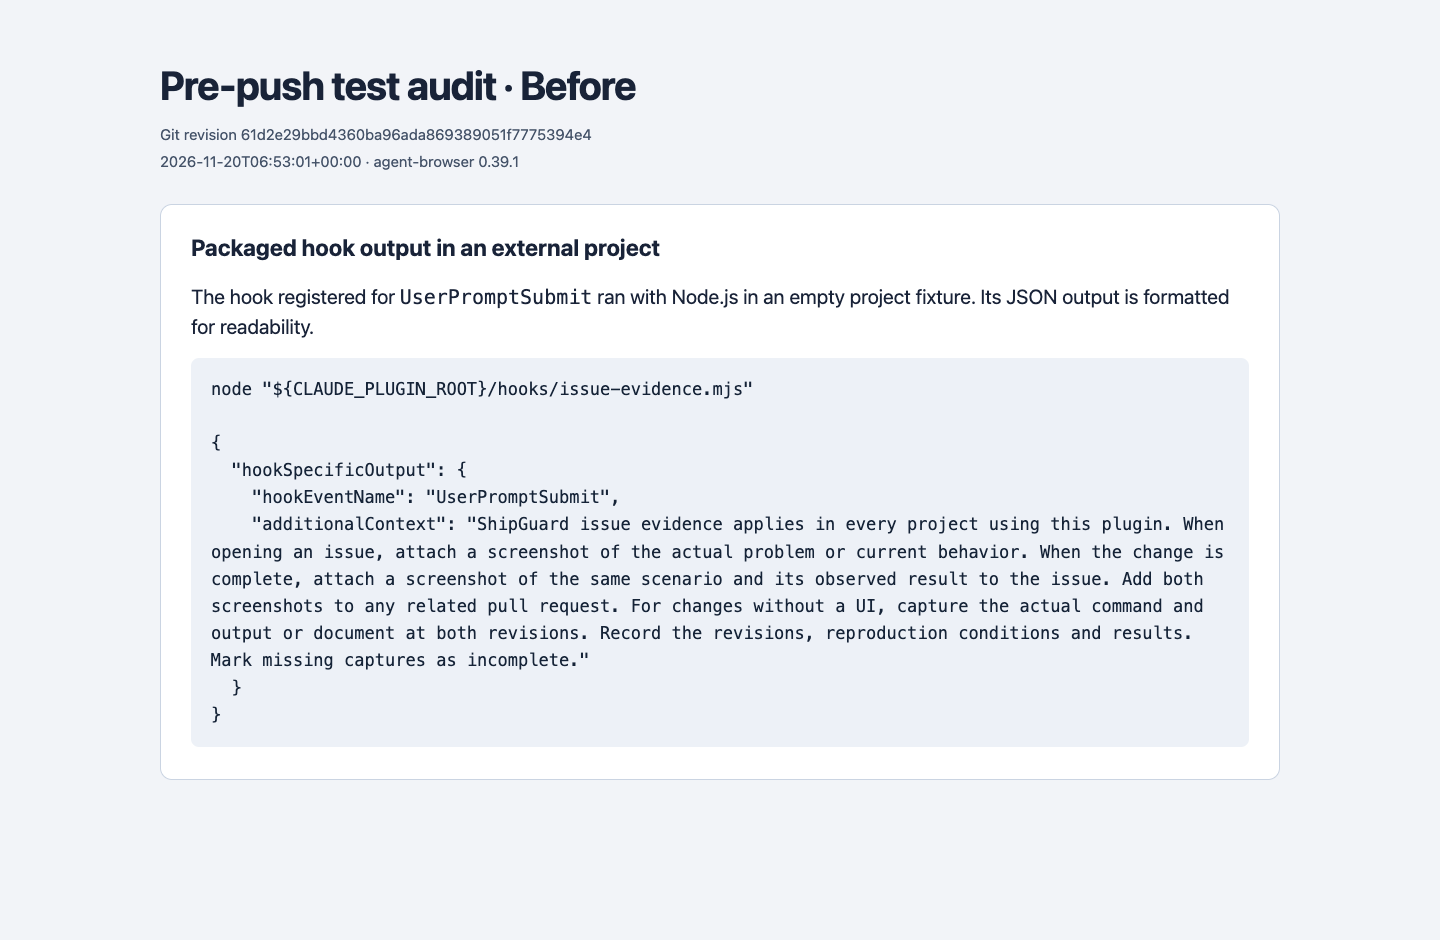 Pre-push test audit · Before
Git revision 61d2e29bbd4360ba96ada869389051f7775394e4
2026-11-20T06:53:01+00:00 · agent-browser 0.39.1
Packaged hook output in an external project
The hook registered for UserPromptSubmit ran with Node.js in an empty project fixture. Its JSON output is formatted
for readability.
node "${CLAUDE_PLUGIN_ROOT}/hooks/issue-evidence.mjs"
{
  "hookSpecificOutput": {
    "hookEventName": "UserPromptSubmit",
    "additionalContext": "ShipGuard issue evidence applies in every project using this plugin. When
opening an issue, attach a screenshot of the actual problem or current behavior. When the change is
complete, attach a screenshot of the same scenario and its observed result to the issue. Add both
screenshots to any related pull request. For changes without a UI, capture the actual command and
output or document at both revisions. Record the revisions, reproduction conditions and results.
Mark missing captures as incomplete."
  }
}